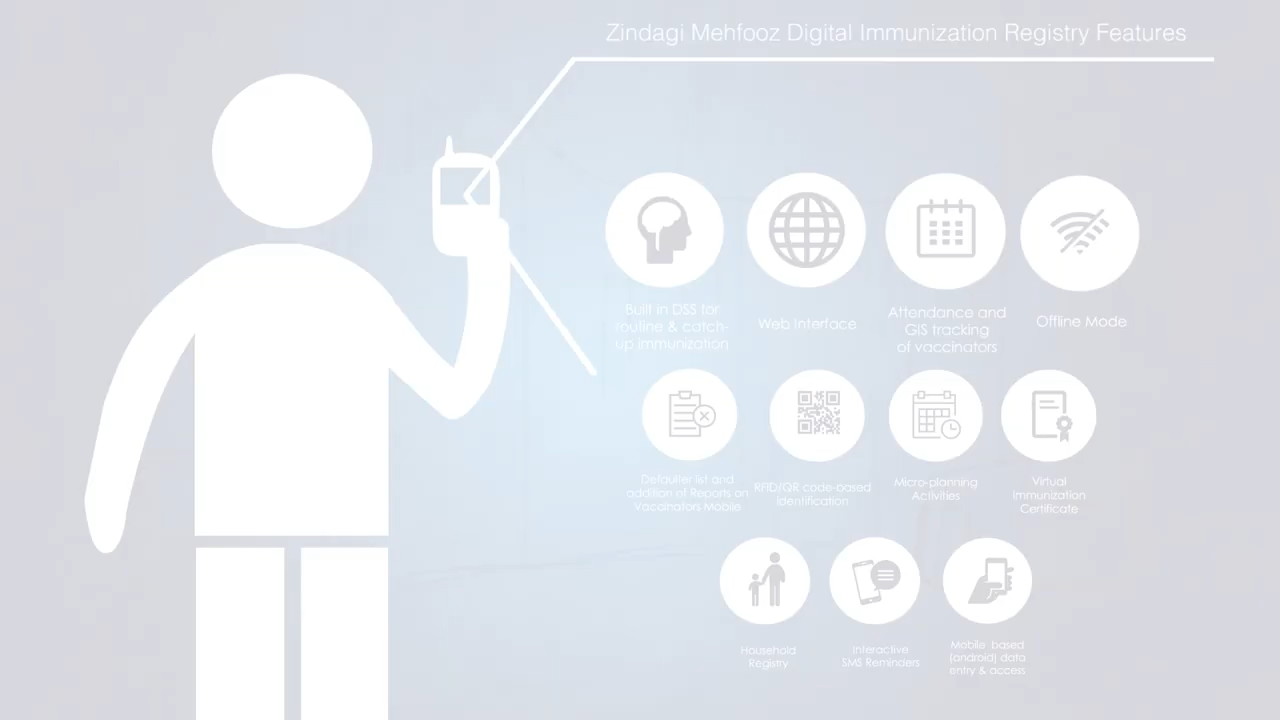 Zindagi Mehfooz Digital Immunization Registry Features
Built in DSS for
routine & catch-
up immunization
Web Interface
Attendance and
GIS tracking
of vaccinators
Offline Mode
Defaulter list and
addition of Reports on
Vaccinators Mobile
RFID/QR code-based
identification
Micro-planning
Activities
Virtual
Immunization
Certificate
Household
Registry
Interactive
SMS Reminders
Mobile -based
(android) data
entry & access